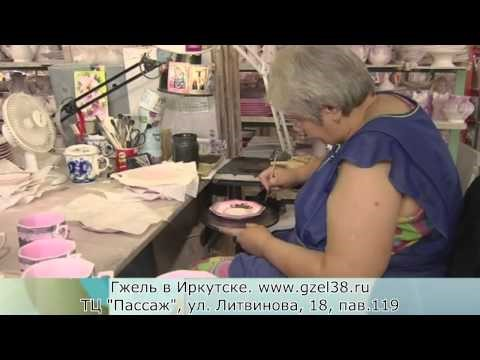 Гжель в Иркутске. www.gzel38.ru
ТЦ "Пассаж", ул. Литвинова, 18, пав.119